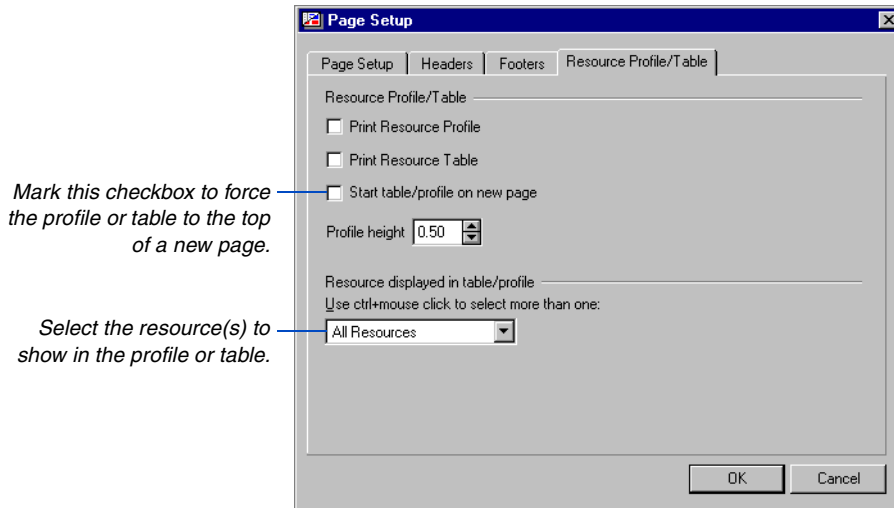 Page Setup
Page Setup Headers Footers Resource Profile/Table
Resource Profile/Table
Print Resource Profile
Print Resource Table
Mark this checkbox to force
the profile or table to the top
of a new page.
Start table/profile on new page
Profile height 0.50
Resource displayed in table/profile
Use ctrl+mouse click to select more than one:
Select the resource(s) to
show in the profile or table.
All Resources
OK Cancel